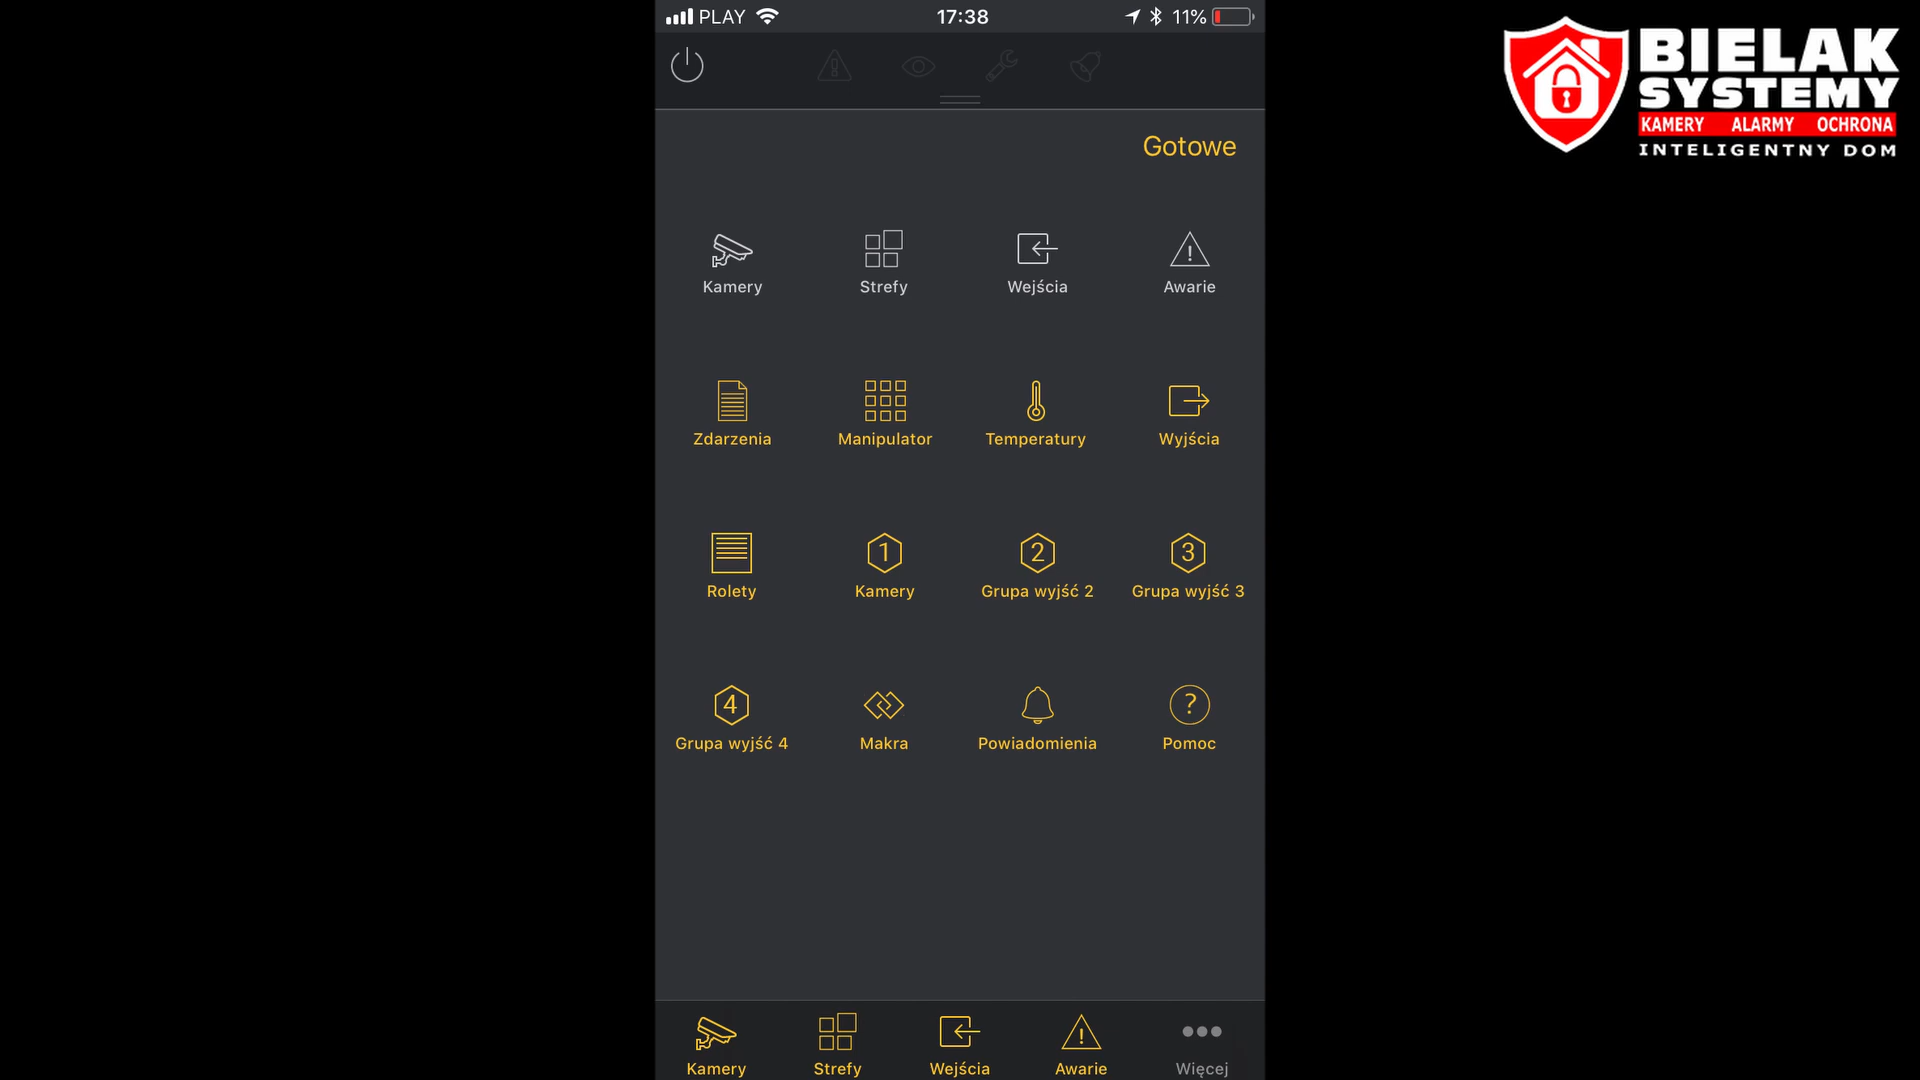 PLAY 17:38 11%
BIELAK
SYSTEMY
KAMERY ALARMY OCHRONA
INTELIGENTNY DOM
Gotowe
Kamery Strefy Wejścia Awarie
Zdarzenia Manipulator Temperatury Wyjścia
1 2 3
Rolety Kamery Grupa wyjść 2 Grupa wyjść 3
4 ?
Grupa wyjść 4 Makra Powiadomienia Pomoc
Kamery Strefy Wejścia Awarie Więcej